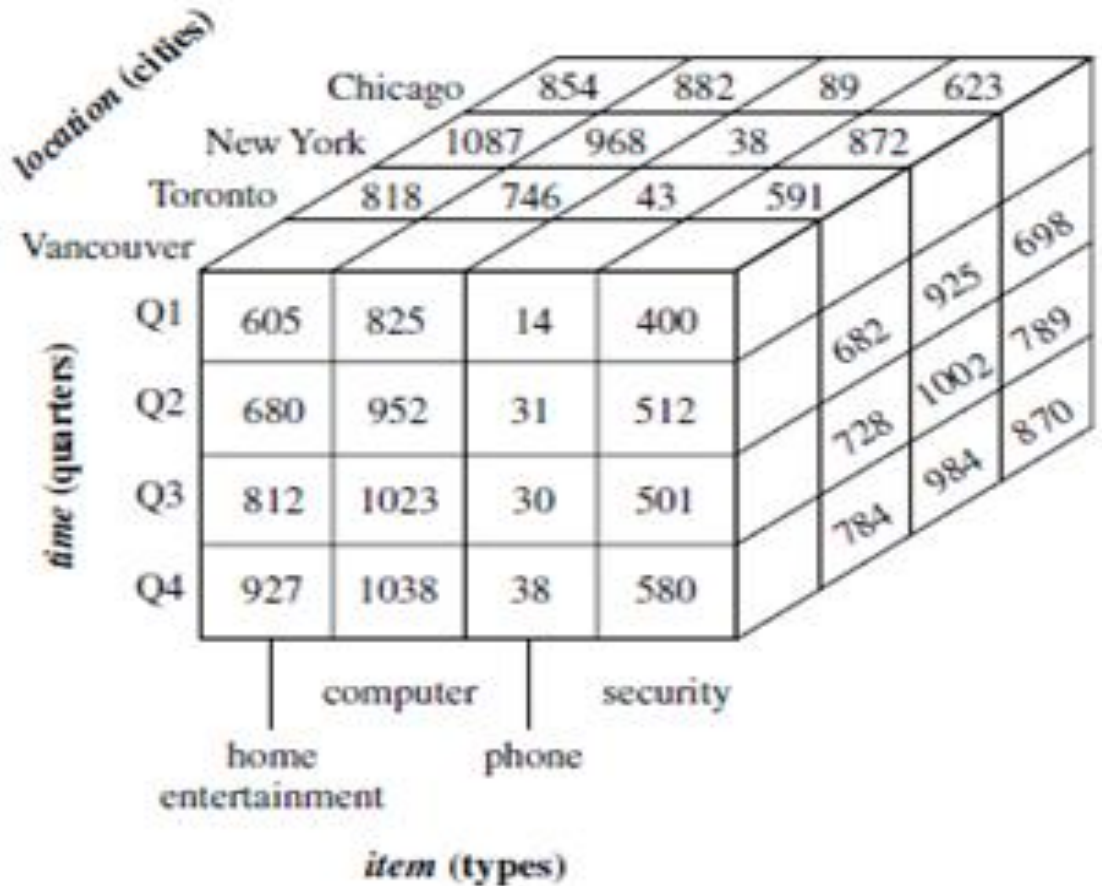 location (cities)
Chicago 854 882 89 623
New York 1087 968 38 872
Toronto 818 746 43 591
Vancouver
time (quarters)
Q1 605 825 14 400
Q2 680 952 31 512
Q3 812 1023 30 501
Q4 927 1038 38 580
682 925 698
728 1002 789
784 984 870
computer security
home phone
entertainment
item (types)